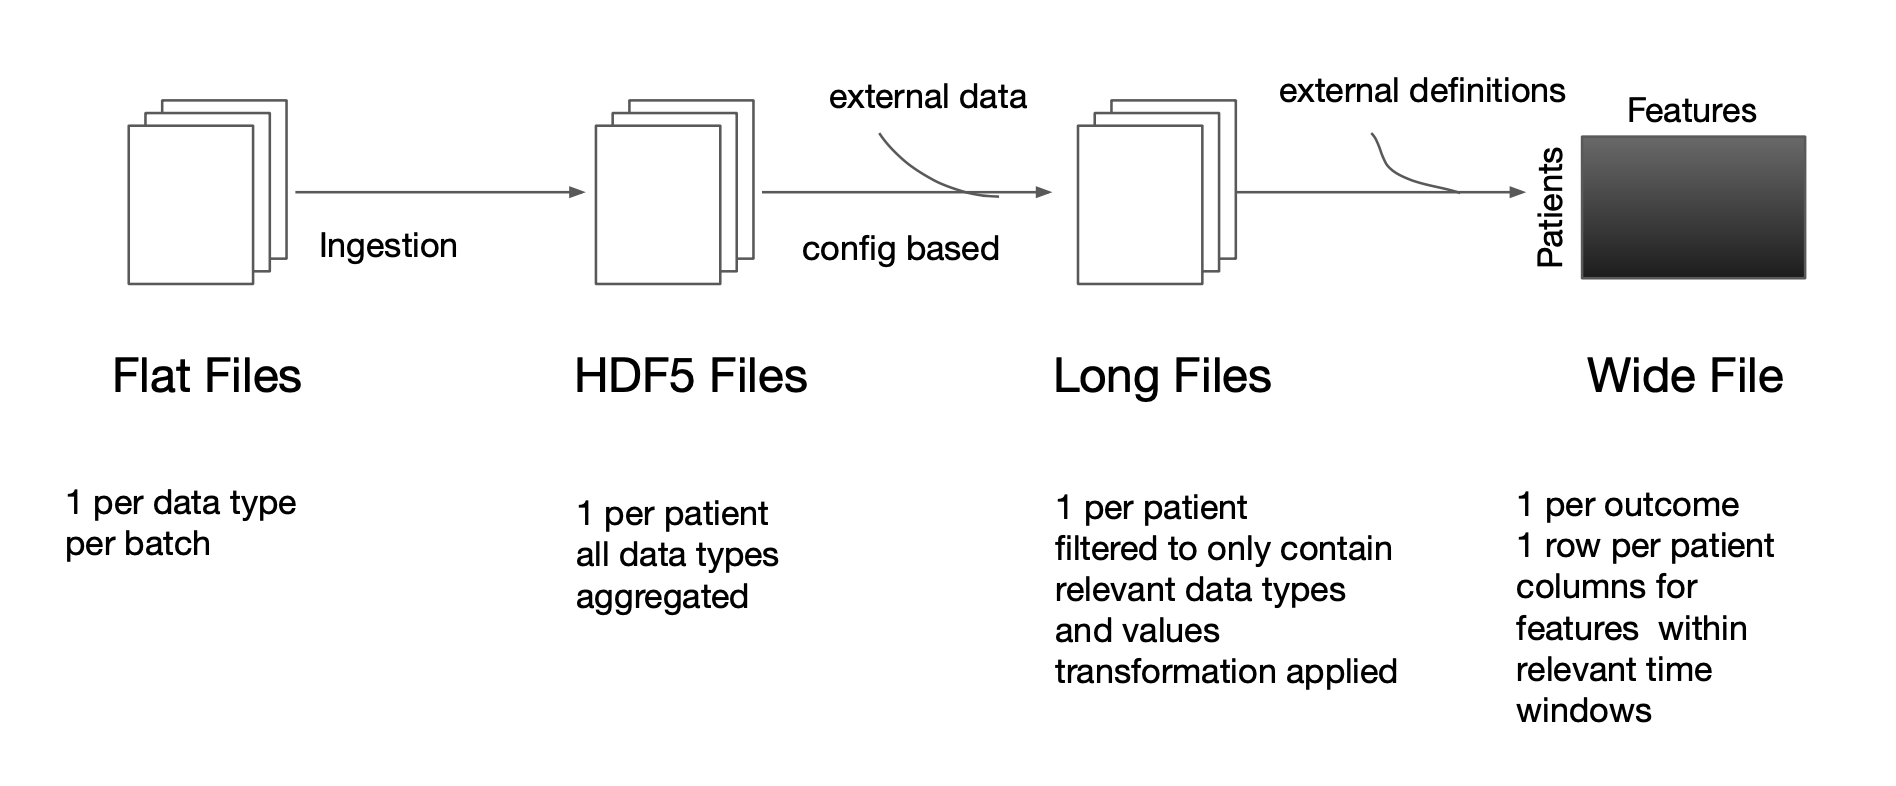 external data
external definitions
Features
Patients
Ingestion
config based
Flat Files
HDF5 Files
Long Files
Wide File
1 per data type
per batch
1 per patient
all data types
aggregated
1 per patient
filtered to only contain
relevant data types
and values
transformation applied
1 per outcome
1 row per patient
columns for
features  within
relevant time
windows